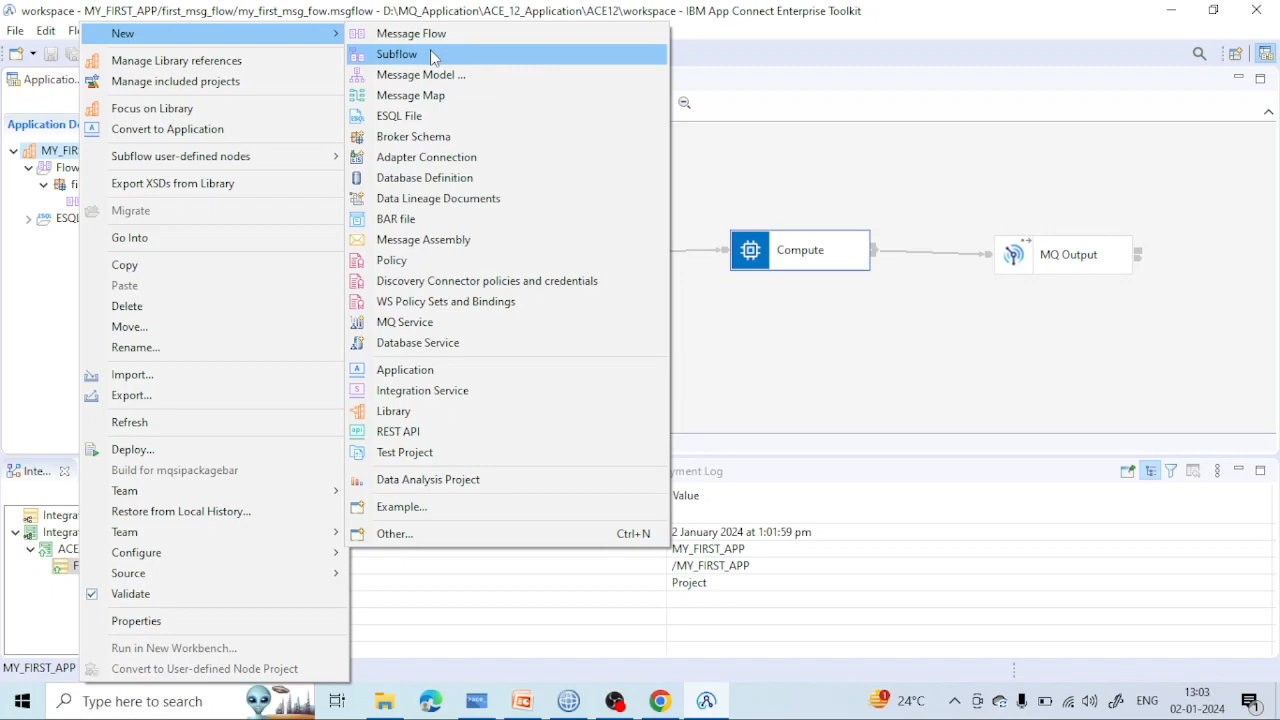 workspace - MY_FIRST_APP/first_msg_flow/my_first_msg_fow.msgflow - D:\MQ_Application\ACE_12_Application\ACE12\workspace - IBM App Connect Enterprise Toolkit
File Edit Fl
Applicatio
Application De
MY_FIRS
Flow
fi
ESQL
New
Manage Library references
Manage included projects
Focus on Library
Convert to Application
Subflow user-defined nodes
Export XSDs from Library
Migrate
Go Into
Copy
Paste
Delete
Move...
Rename...
Import...
Export...
Refresh
Deploy...
Build for mqsipackagebar
Team
Restore from Local History...
Team
Configure
Source
Validate
Properties
Run in New Workbench...
Convert to User-defined Node Project
Message Flow
Subflow
Message Model ...
Message Map
ESQL File
Broker Schema
Adapter Connection
Database Definition
Data Lineage Documents
BAR file
Message Assembly
Policy
Discovery Connector policies and credentials
WS Policy Sets and Bindings
MQ Service
Database Service
Application
Integration Service
Library
REST API
Test Project
Data Analysis Project
Example...
Other... Ctrl+N
Compute
MQ Output
Inte...
Integrat
Integrat
ACE
F
yment Log
Value
2 January 2024 at 1:01:59 pm
MY_FIRST_APP
/MY_FIRST_APP
Project
MY_FIRST_APP
Type here to search
24°C
ENG
13:03
02-01-2024